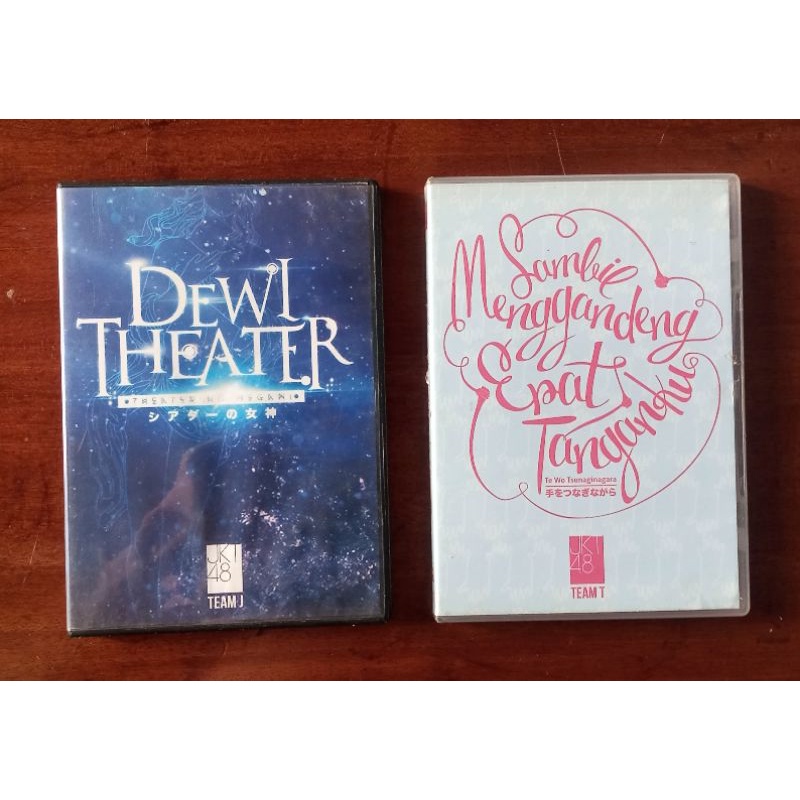 DEWI
THEATER
THEATER NO MEGAMI
シアターの女神
JKT
48
TEAM J
Sambil
Menggandeng
Erat
Tanganku
Te Wo Tsunaginagara
手をつなぎながら
JKT
48
TEAM T